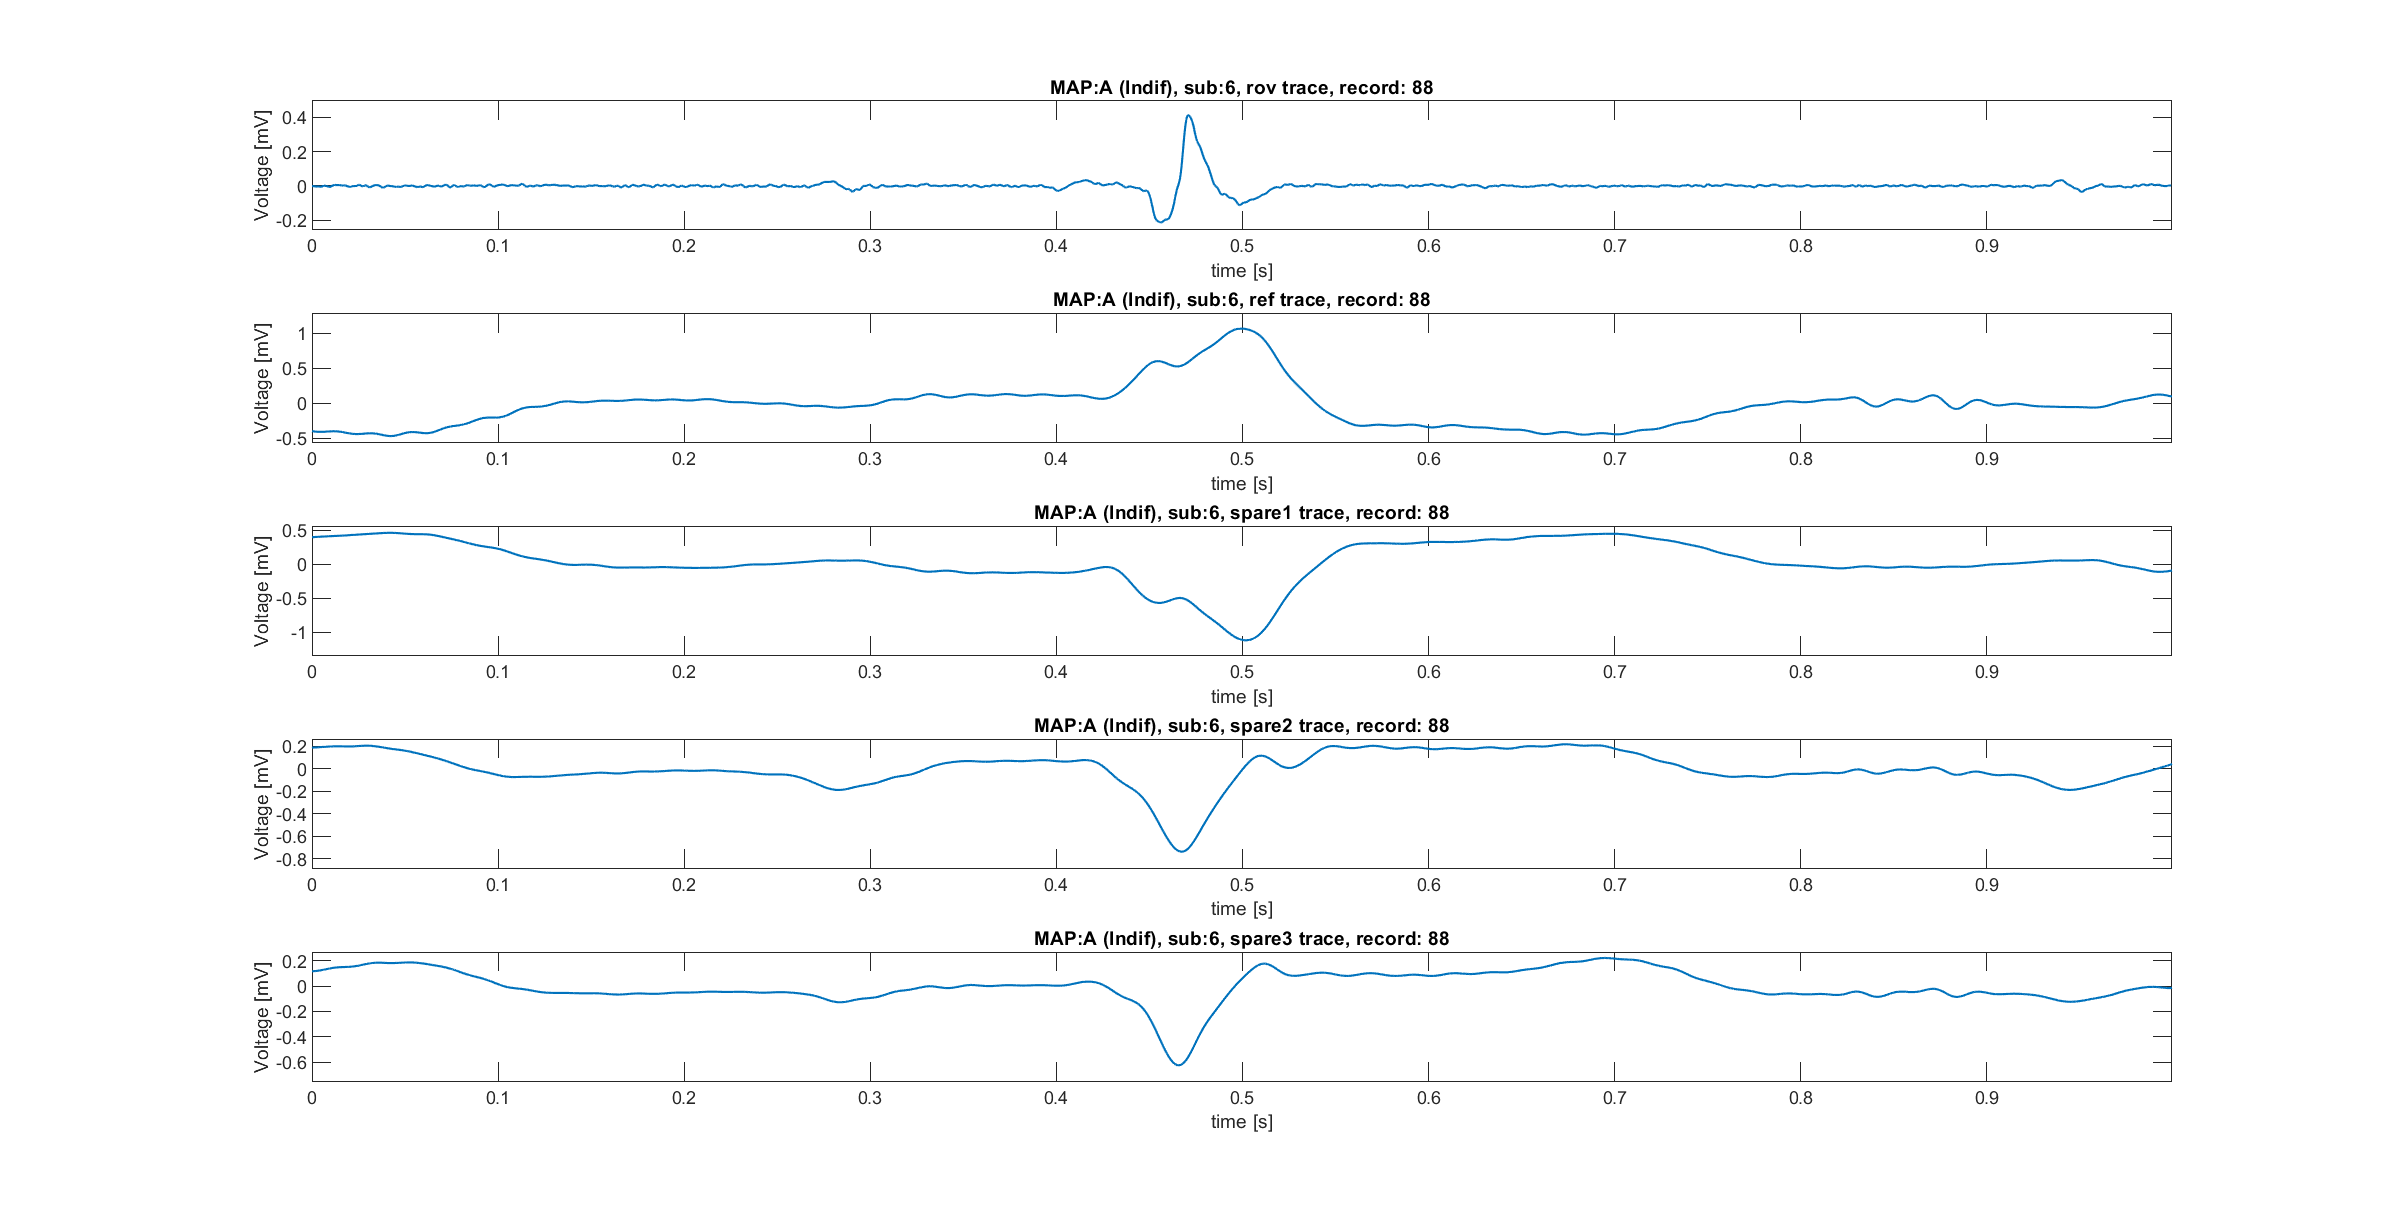 MAP:A (Indif), sub:6, rov trace, record: 88
Voltage [mV]
0.4
0.2
0
-0.2
0 0.1 0.2 0.3 0.4 0.5 0.6 0.7 0.8 0.9
time [s]
MAP:A (Indif), sub:6, ref trace, record: 88
Voltage [mV]
1
0.5
0
-0.5
0 0.1 0.2 0.3 0.4 0.5 0.6 0.7 0.8 0.9
time [s]
MAP:A (Indif), sub:6, spare1 trace, record: 88
Voltage [mV]
0.5
0
-0.5
-1
0 0.1 0.2 0.3 0.4 0.5 0.6 0.7 0.8 0.9
time [s]
MAP:A (Indif), sub:6, spare2 trace, record: 88
Voltage [mV]
0.2
0
-0.2
-0.4
-0.6
-0.8
0 0.1 0.2 0.3 0.4 0.5 0.6 0.7 0.8 0.9
time [s]
MAP:A (Indif), sub:6, spare3 trace, record: 88
Voltage [mV]
0.2
0
-0.2
-0.4
-0.6
0 0.1 0.2 0.3 0.4 0.5 0.6 0.7 0.8 0.9
time [s]